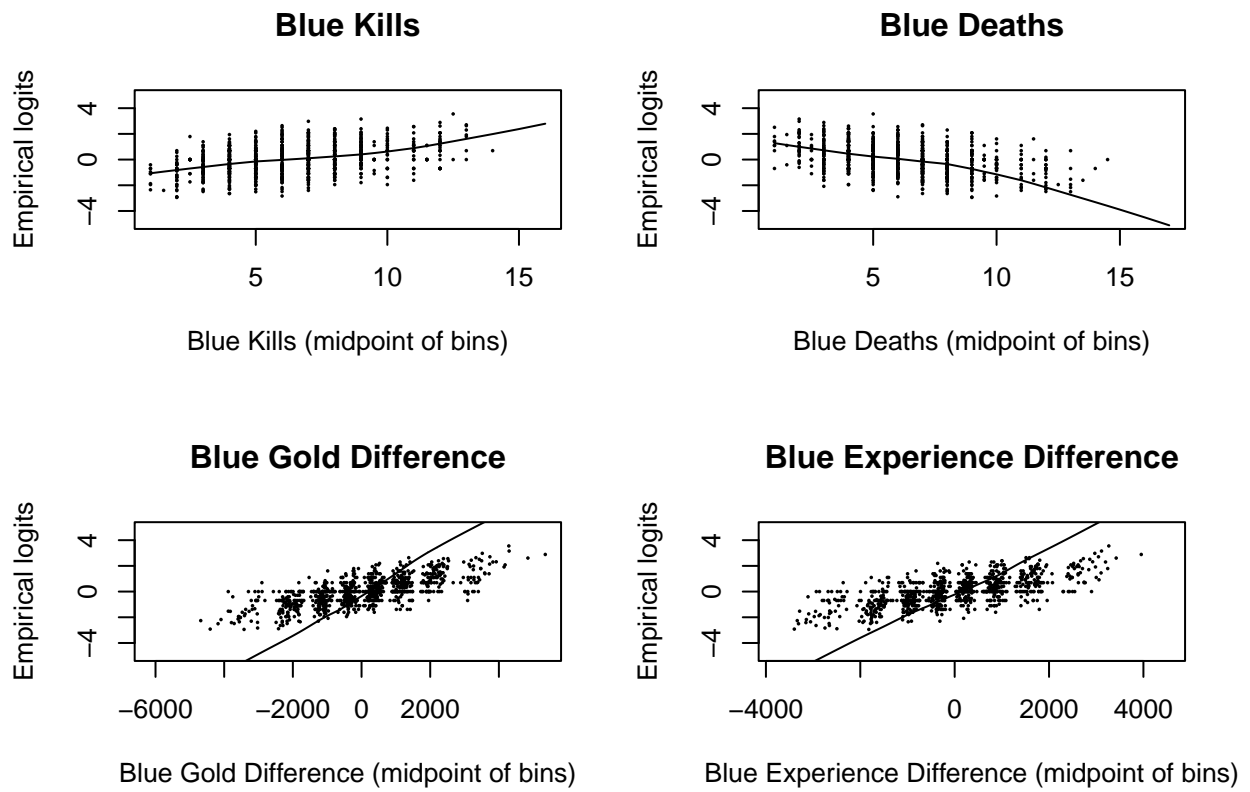 Blue Kills
Empirical logits
4
0
−4
5
10
15
Blue Kills (midpoint of bins)
Blue Deaths
Empirical logits
4
0
−4
5
10
15
Blue Deaths (midpoint of bins)
Blue Gold Difference
Empirical logits
4
0
−4
−6000
−2000
0
2000
Blue Gold Difference (midpoint of bins)
Blue Experience Difference
Empirical logits
4
0
−4
−4000
0
2000
4000
Blue Experience Difference (midpoint of bins)